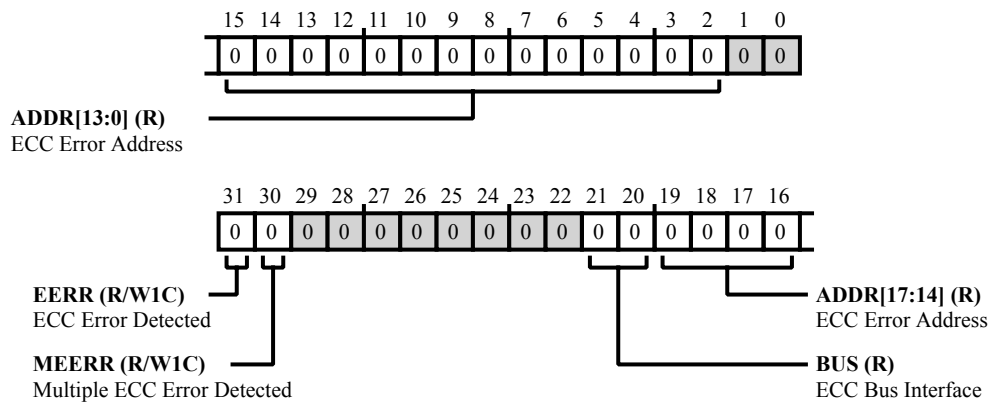 15 14 13 12 11 10 9 8 7 6 5 4 3 2 1 0
0 0 0 0 0 0 0 0 0 0 0 0 0 0 0 0
ADDR[13:0] (R)
ECC Error Address
31 30 29 28 27 26 25 24 23 22 21 20 19 18 17 16
0 0 0 0 0 0 0 0 0 0 0 0 0 0 0 0
EERR (R/W1C)
ECC Error Detected
ADDR[17:14] (R)
ECC Error Address
MEERR (R/W1C)
Multiple ECC Error Detected
BUS (R)
ECC Bus Interface